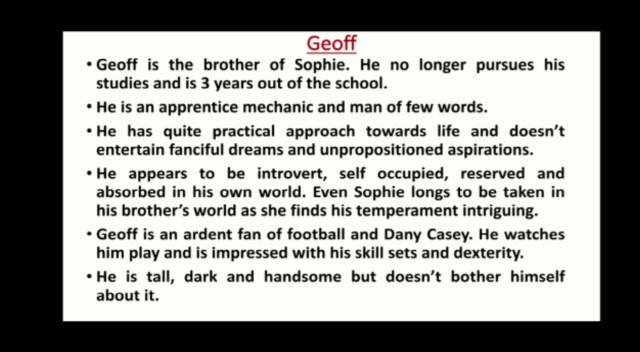 Geoff
• Geoff is the brother of Sophie. He no longer pursues his
studies and is 3 years out of the school.
• He is an apprentice mechanic and man of few words.
• He has quite practical approach towards life and doesn't
entertain fanciful dreams and unpropositioned aspirations.
• He appears to be introvert, self occupied, reserved and
absorbed in his own world. Even Sophie longs to be taken in
his brother's world as she finds his temperament intriguing.
• Geoff is an ardent fan of football and Dany Casey. He watches
him play and is impressed with his skill sets and dexterity.
• He is tall, dark and handsome but doesn't bother himself
about it.